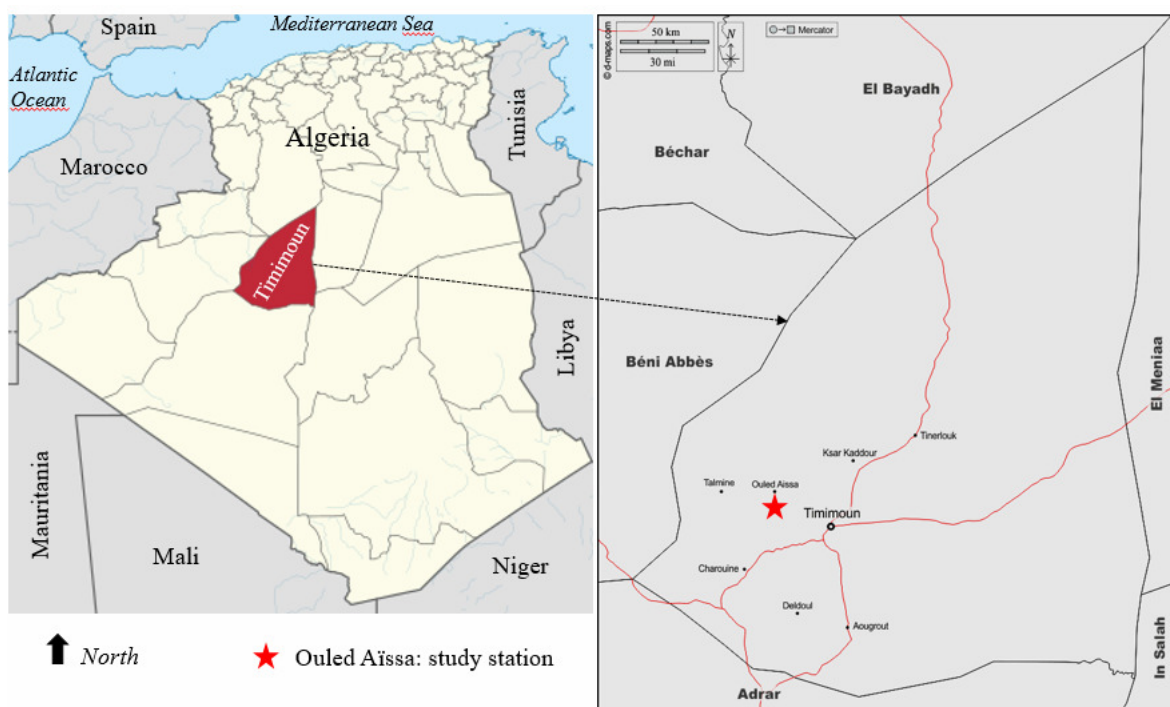 Spain
Mediterranean Sea
Atlantic
Ocean
Algeria
Tunisia
Marocco
Timimoun
Libya
Mauritania
Mali
Niger
North
Ouled Aïssa: study station
© d-maps.com
50 km
30 mi
N
Mercator
El Bayadh
Béchar
Béni Abbès
El Meniaa
Tinerlouk
Ksar Kaddour
Talmine
Ouled Aissa
Timimoun
Charouine
Deldoul
Aougrout
In Salah
Adrar